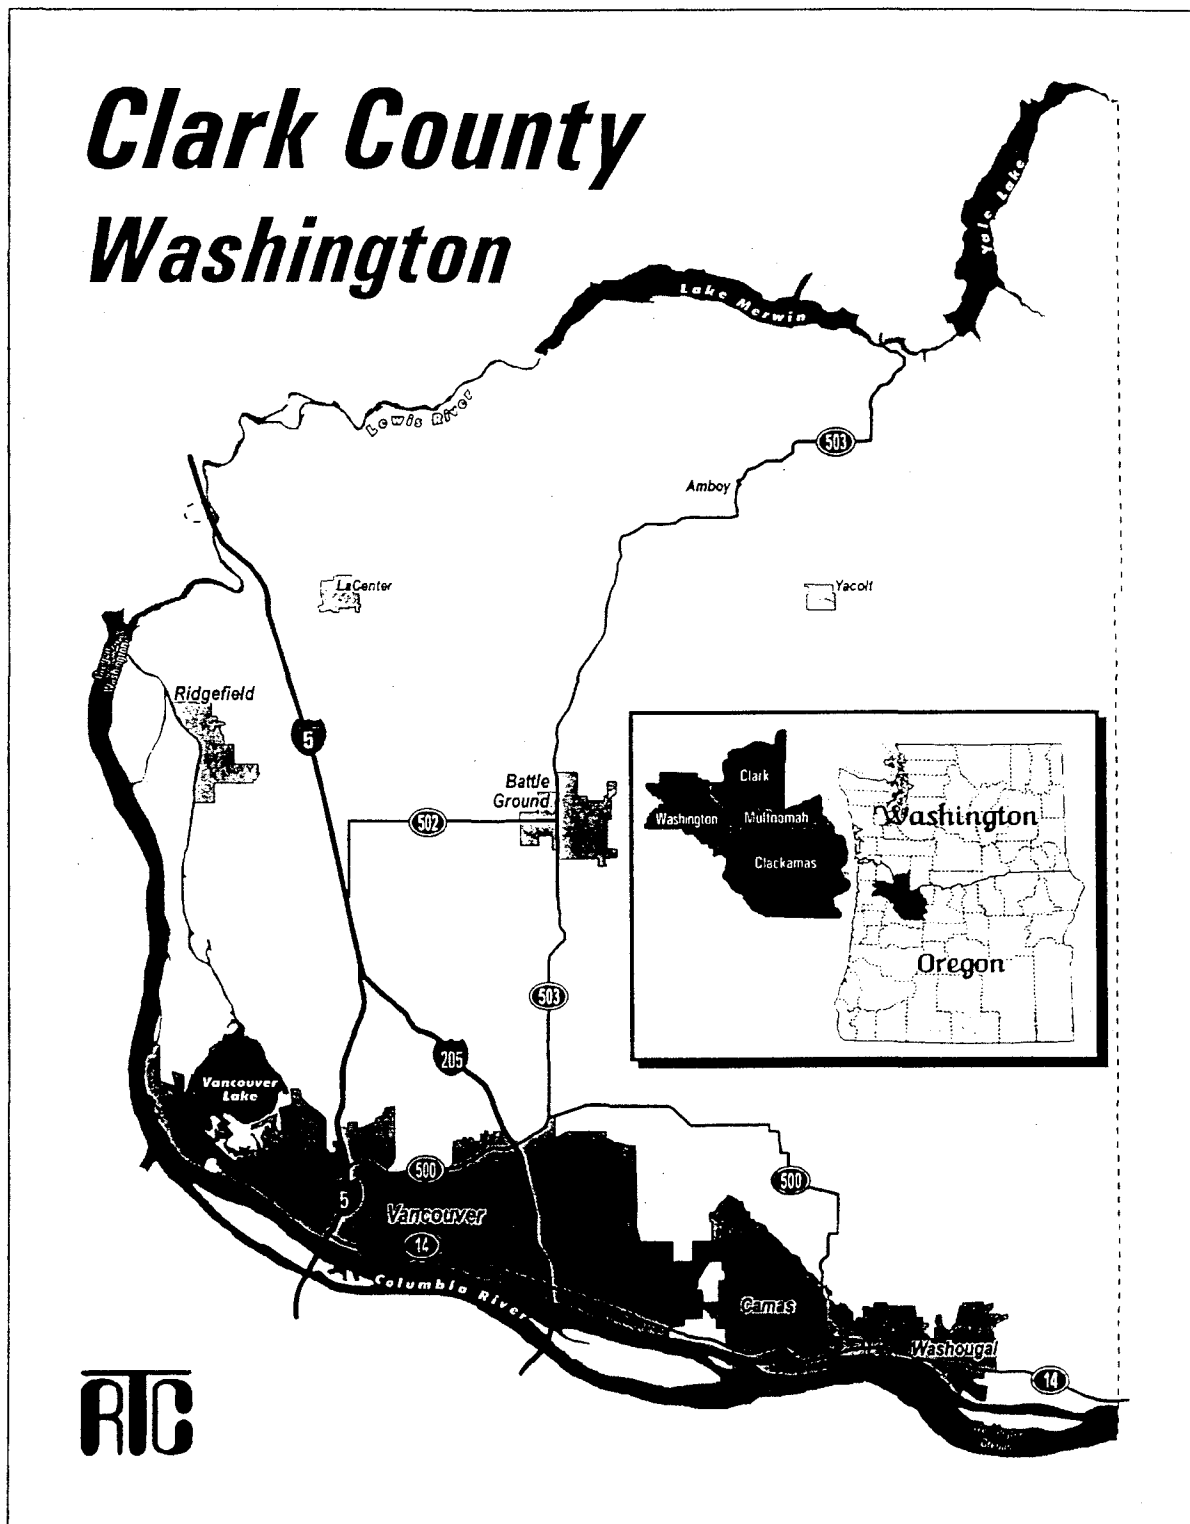 Clark County
Washington
Yale Lake
Lake Merwin
Lewis River
503
Amboy
LaCenter
Yacolt
Ridgefield
5
Battle
Ground
502
Clark
Washington
Multnomah
Clackamas
Washington
Oregon
503
205
Vancouver
Lake
500
500
5
Vancouver
14
Columbia River
Camas
Washougal
14
RTC